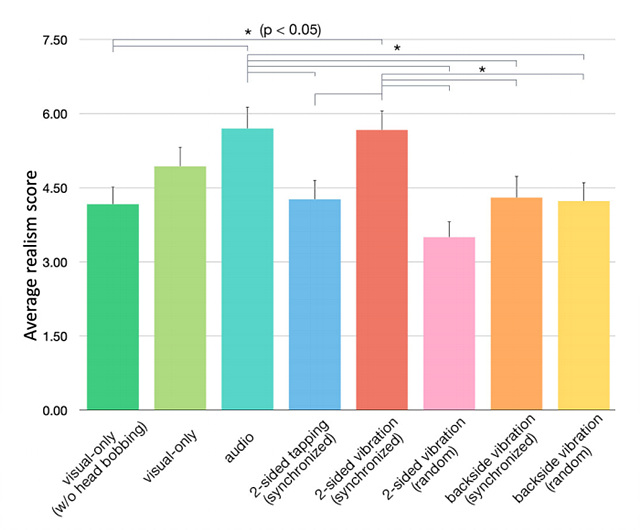 * (p < 0.05)
*
*
7.50
6.00
4.50
3.00
1.50
0.00
Average realism score
visual-only
(w/o head bobbing)
visual-only
audio
2-sided tapping
(synchronized)
2-sided vibration
(synchronized)
2-sided vibration
(random)
backside vibration
(synchronized)
backside vibration
(random)